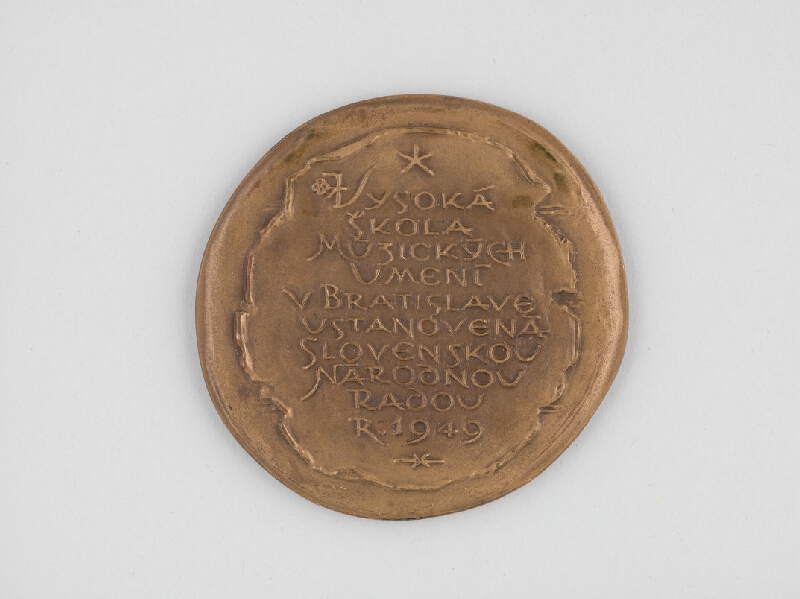 VYSOKÁ
ŠKOLA
MÚZICKÝCH
UMENÍ
V BRATISLAVE
USTANOVENÁ
SLOVENSKOU
NÁRODNOU
RADOU
R. 1949